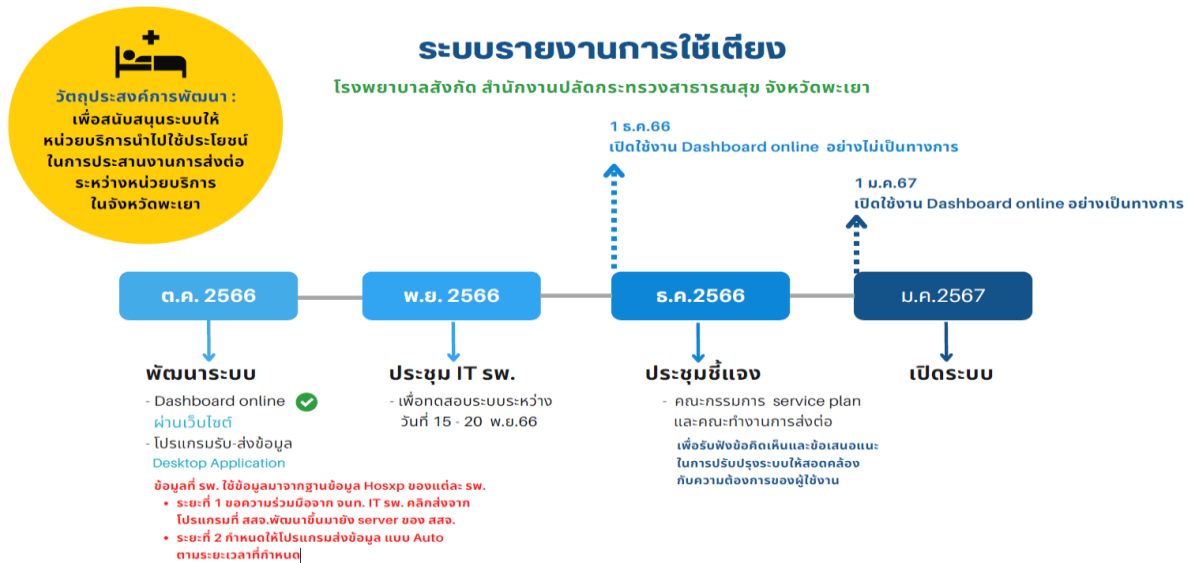 วัตถุประสงค์การพัฒนา :
เพื่อสนับสนุนระบบให้
หน่วยบริการนำไปใช้ประโยชน์
ในการประสานงานการส่งต่อ
ระหว่างหน่วยบริการ
ในจังหวัดพะเยา
ระบบรายงานการใช้เตียง
โรงพยาบาลสังกัด สำนักงานปลัดกระทรวงสาธารณสุข จังหวัดพะเยา
1 ธ.ค.66
เปิดใช้งาน Dashboard online อย่างไม่เป็นทางการ
1 ม.ค.67
เปิดใช้งาน Dashboard online อย่างเป็นทางการ
ต.ค. 2566
พ.ย. 2566
ธ.ค.2566
ม.ค.2567
พัฒนาระบบ
- Dashboard online
ผ่านเว็บไซต์
- โปรแกรมรับ-ส่งข้อมูล
Desktop Application
ข้อมูลที่ รพ. ใช้ข้อมูลมาจากฐานข้อมูล Hosxp ของแต่ละ รพ.
• ระยะที่ 1 ขอความร่วมมือจาก จนท. IT รพ. คลิกส่งจาก
โปรแกรมที่ สสจ.พัฒนาขึ้นมายัง server ของ สสจ.
• ระยะที่ 2 กำหนดให้โปรแกรมส่งข้อมูล แบบ Auto
ตามระยะเวลาที่กำหนด
ประชุม IT รพ.
- เพื่อทดสอบระบบระหว่าง
วันที่ 15 - 20 พ.ย.66
ประชุมชี้แจง
- คณะกรรมการ service plan
และคณะทำงานการส่งต่อ
เพื่อรับฟังข้อคิดเห็นและข้อเสนอแนะ
ในการปรับปรุงระบบให้สอดคล้อง
กับความต้องการของผู้ใช้งาน
เปิดระบบ